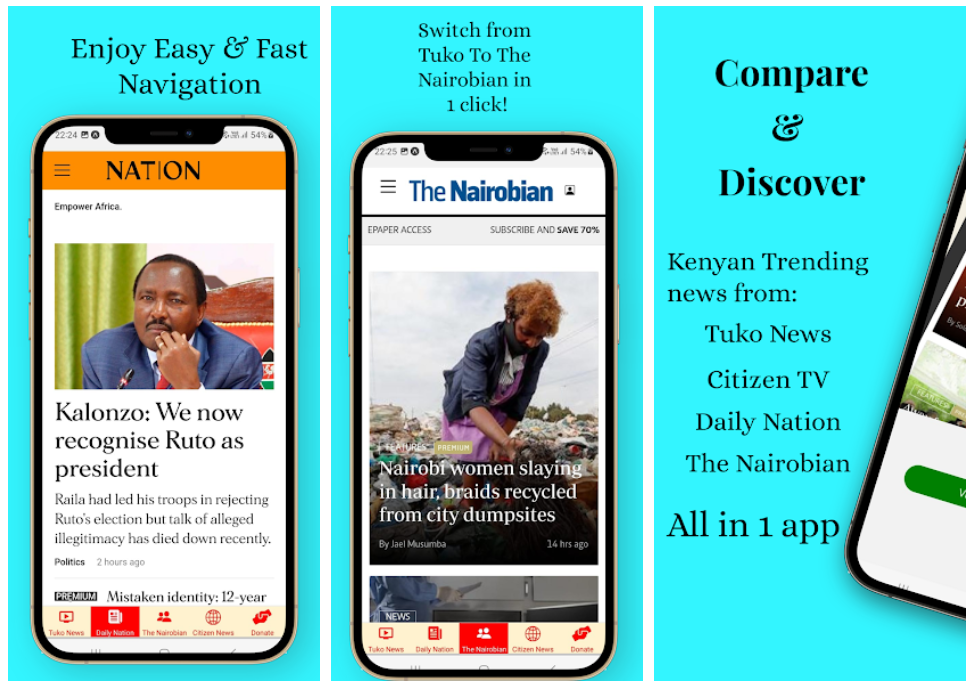 Enjoy Easy & Fast
Navigation
22:24
54%
NATION
Empower Africa.
Kalonzo: We now
recognise Ruto as
president
Raila had led his troops in rejecting
Ruto's election but talk of alleged
illegitimacy has died down recently.
Politics 2 hours ago
PREMIUM Mistaken identity: 12-year
Tuko News Daily Nation The Nairobian Citizen News Donate
Switch from
Tuko To The
Nairobian in
1 click!
22:25
54%
The Nairobian
EPAPER ACCESS SUBSCRIBE AND SAVE 70%
FEATURES PREMIUM
Nairobi women slaying
in hair, braids recycled
from city dumpsites
By Jael Musumba 14 hrs ago
NEWS
Tuko News Daily Nation The Nairobian Citizen News Donate
Compare
&
Discover
Kenyan Trending
news from:
Tuko News
Citizen TV
Daily Nation
The Nairobian
All in 1 app